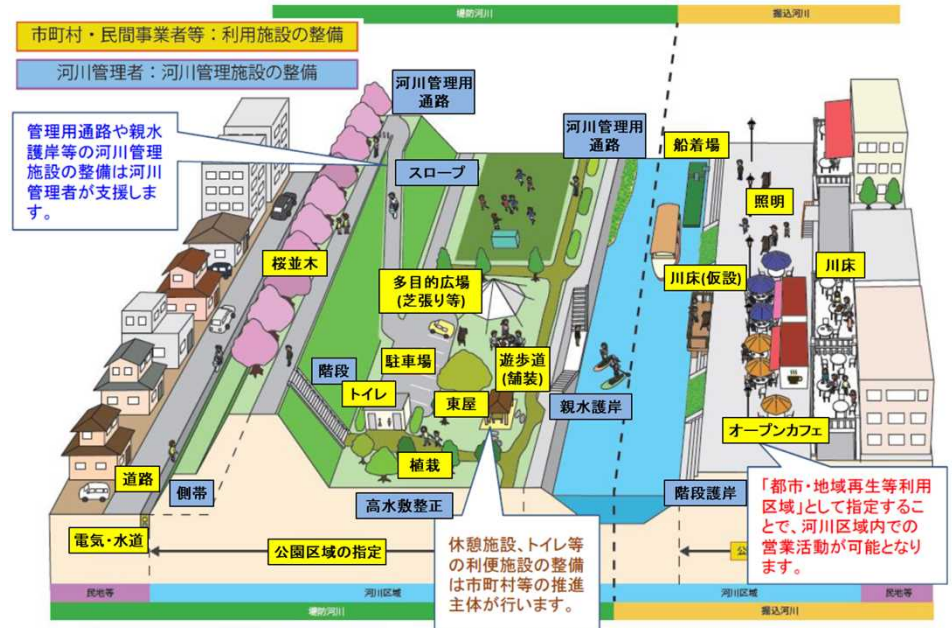 堤防河川
掘込河川
市町村・民間事業者等：利用施設の整備
河川管理者：河川管理施設の整備
管理用通路や親水
護岸等の河川管理
施設の整備は河川
管理者が支援しま
す。
河川管理用
通路
河川管理用
通路
船着場
スロープ
照明
桜並木
多目的広場
(芝張り等)
川床(仮設)
川床
駐車場
遊歩道
(舗装)
階段
トイレ
東屋
親水護岸
オープンカフェ
植栽
道路
側帯
高水敷整正
階段護岸
電気・水道
公園区域の指定
休憩施設、トイレ等
の利便施設の整備
は市町村等の推進
主体が行います。
「都市・地域再生等利用
区域」として指定するこ
とで、河川区域内での
営業活動が可能となり
ます。
民地等
河川区域
河川区域
民地等
堤防河川
掘込河川